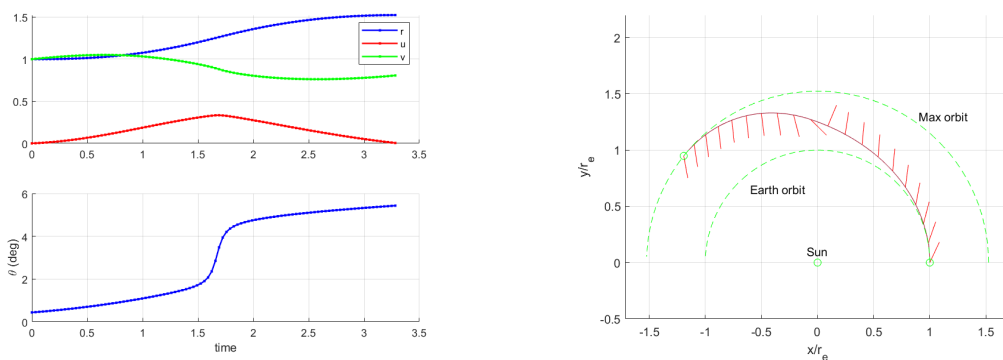 1.5
1
0.5
0
r
u
v
0 0.5 1 1.5 2 2.5 3 3.5
6
4
2
0
θ (deg)
0 0.5 1 1.5 2 2.5 3 3.5
time
2
1.5
1
0.5
0
-0.5
y/r_e
Max orbit
Earth orbit
Sun
-1.5 -1 -0.5 0 0.5 1 1.5
x/r_e